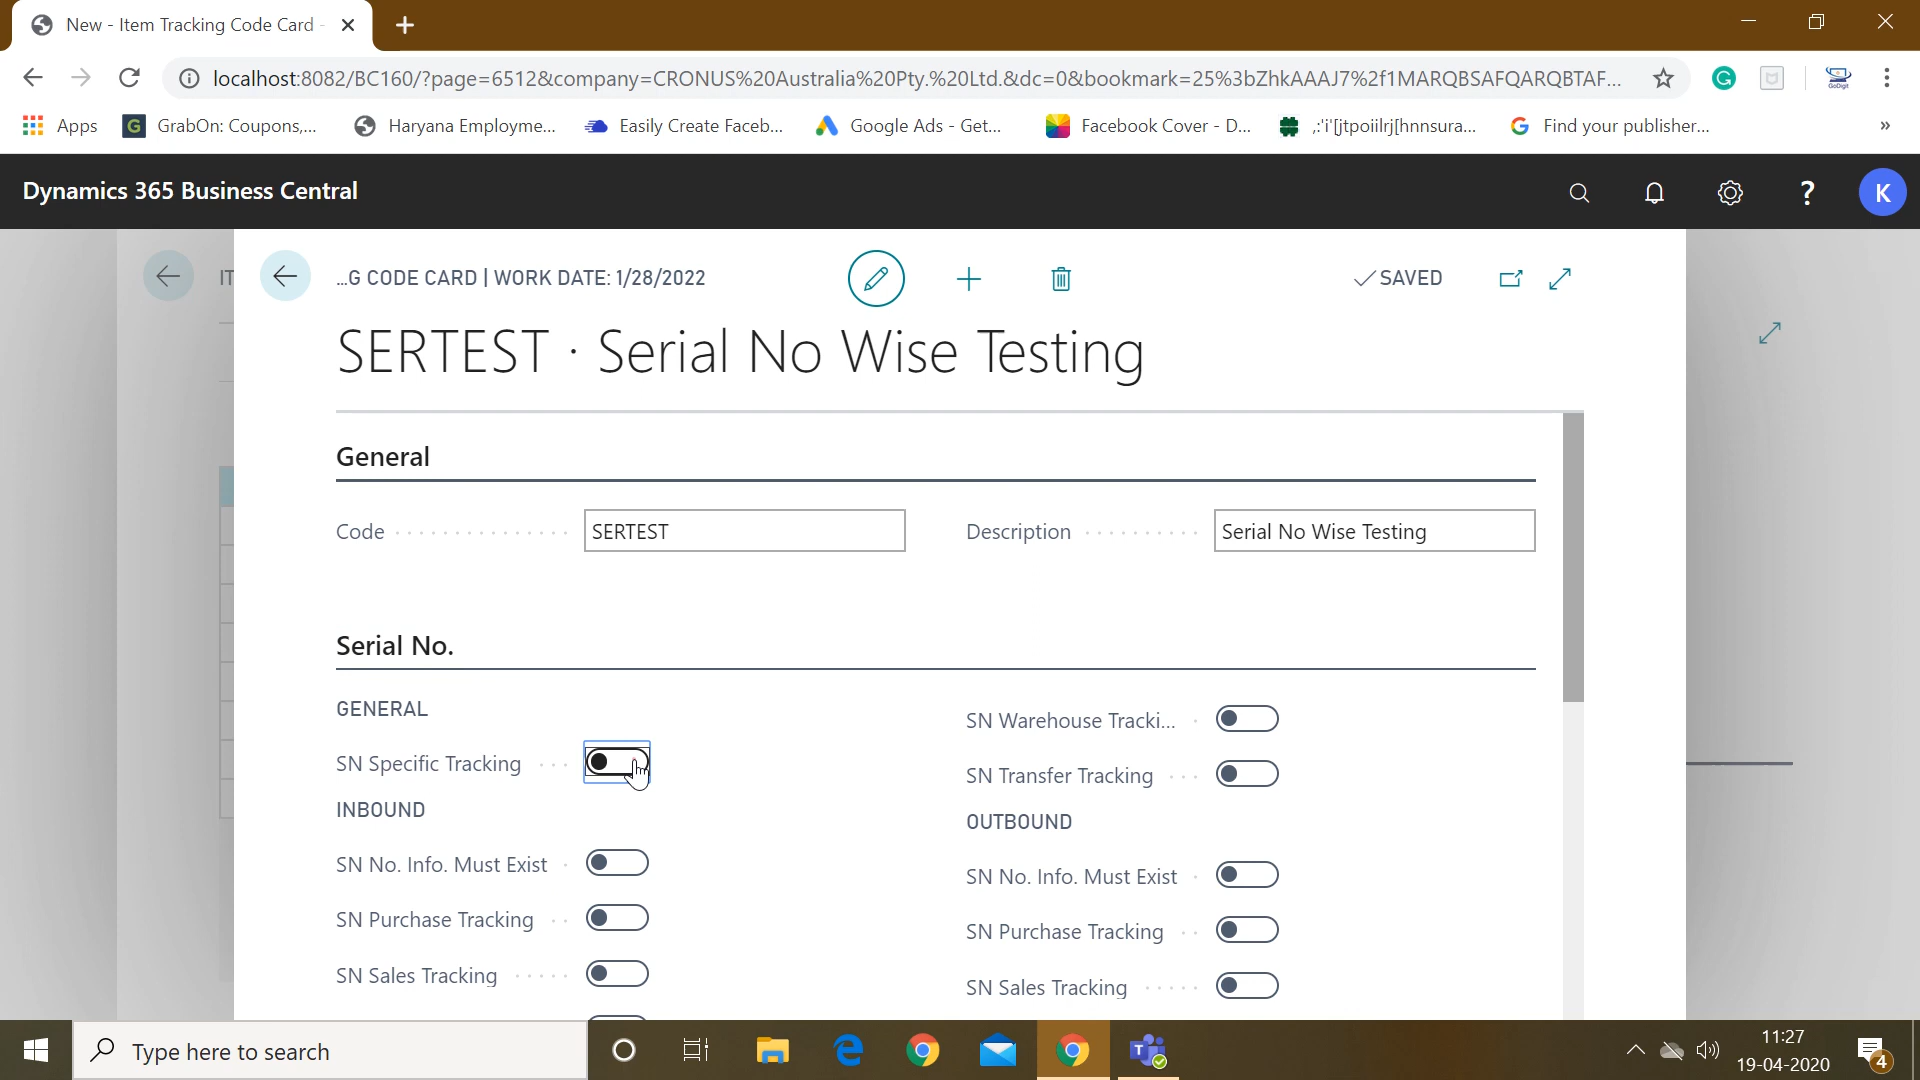 New - Item Tracking Code Card -
localhost:8082/BC160/?page=6512&company=CRONUS%20Australia%20Pty.%20Ltd.&dc=0&bookmark=25%3bZhkAAAJ7%2f1MARQBSAFQARQBTAF...
GoDigit
Apps
G GrabOn: Coupons,...
Haryana Employme...
Easily Create Faceb...
Google Ads - Get...
Facebook Cover - D...
,:'i'[jtpoiilrj[hnnsura...
Find your publisher...
»
Dynamics 365 Business Central
?
K
IT
...G CODE CARD | WORK DATE: 1/28/2022
SAVED
SERTEST · Serial No Wise Testing
General
Code
SERTEST
Description
Serial No Wise Testing
Serial No.
GENERAL
SN Warehouse Tracki...
SN Specific Tracking
SN Transfer Tracking
INBOUND
OUTBOUND
SN No. Info. Must Exist
SN No. Info. Must Exist
SN Purchase Tracking
SN Purchase Tracking
SN Sales Tracking
SN Sales Tracking
Type here to search
11:27
19-04-2020
4